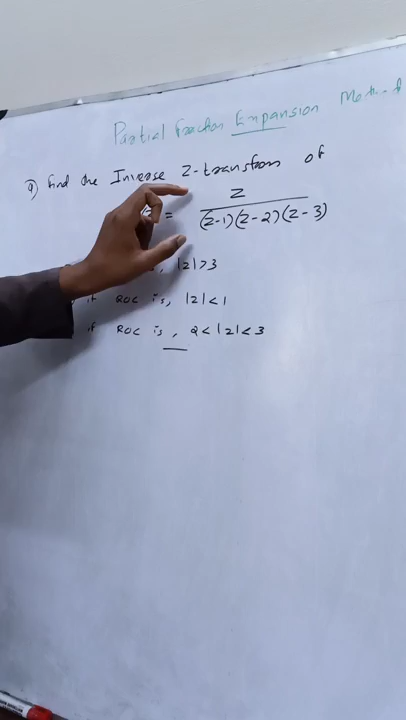 Partial fraction Expansion Method
Q) find the Inverse Z-transform of
= z
(z-1)(z-2)(z-3)
, |z|>3
if ROC is, |z|<1
if ROC is, 2<|z|<3